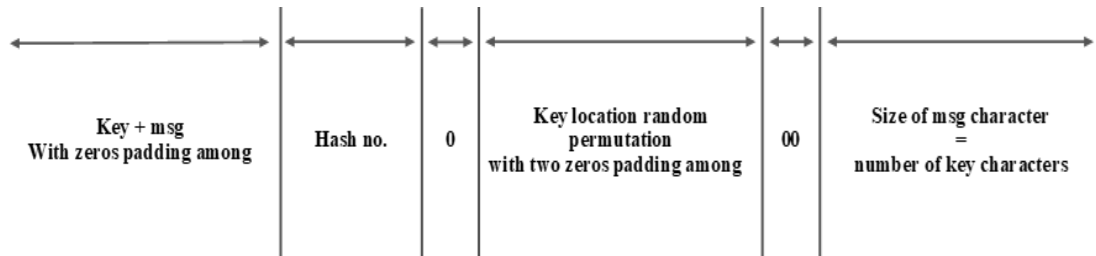 Key + msg
With zeros padding among
Hash no.
0
Key location random
permutation
with two zeros padding among
00
Size of msg character
=
number of key characters